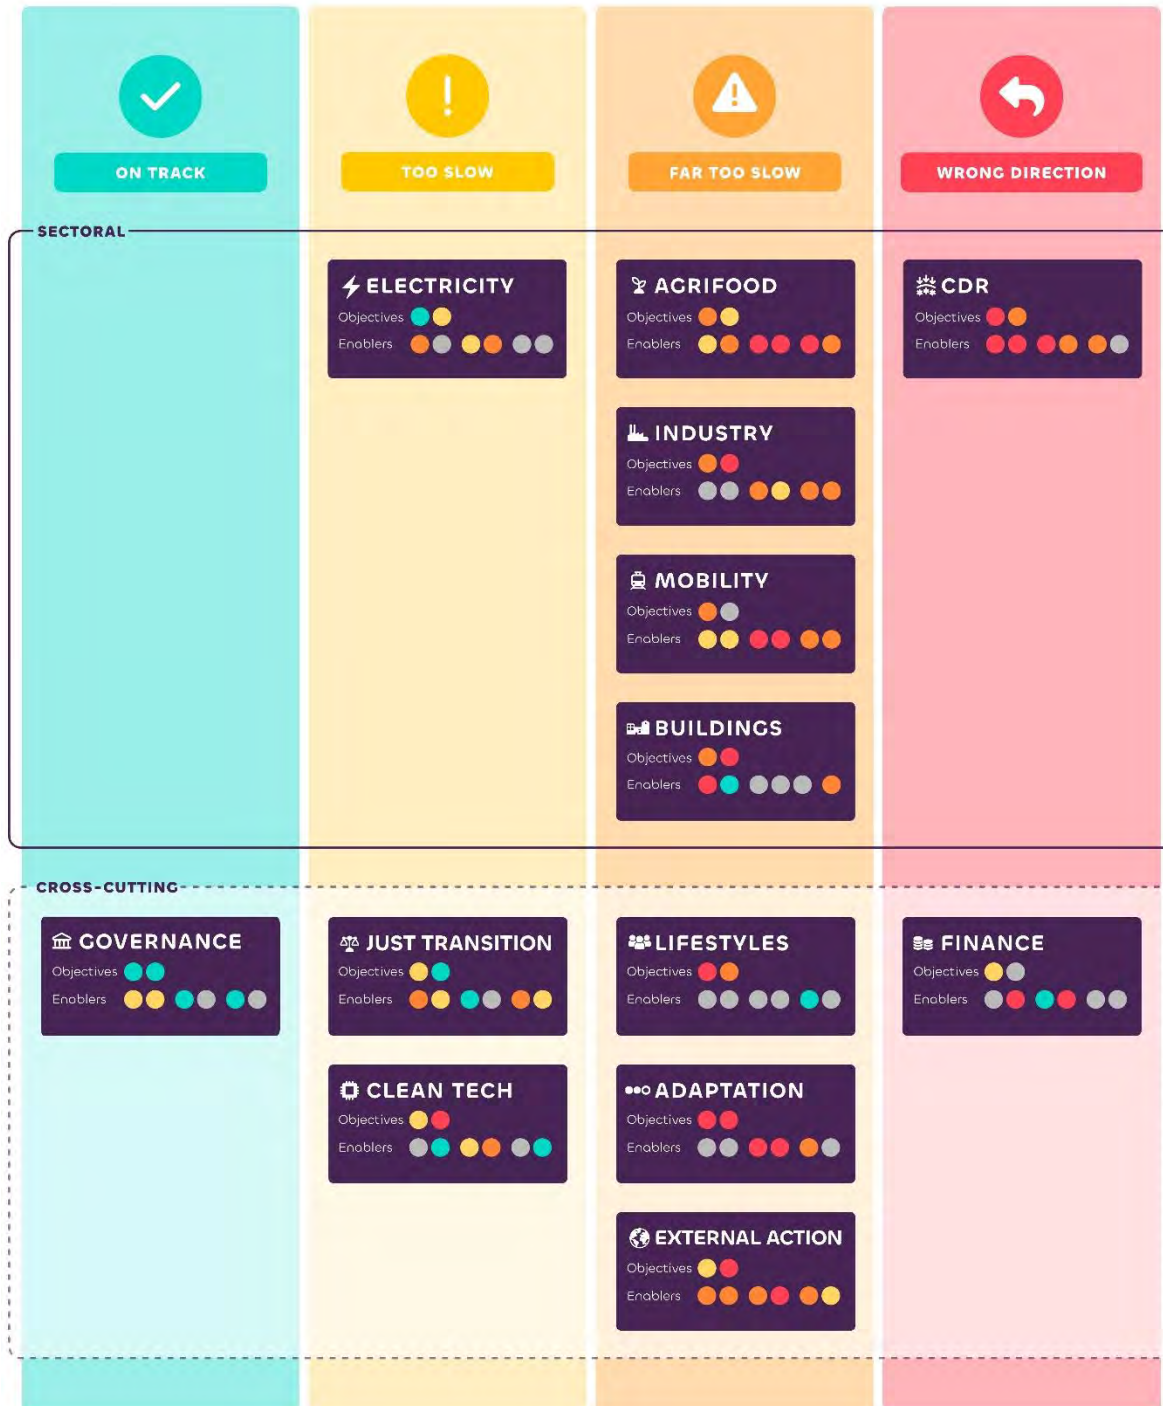 ON TRACK
TOO SLOW
FAR TOO SLOW
WRONG DIRECTION
SECTORAL
ELECTRICITY
Objectives
Enablers
AGRIFOOD
Objectives
Enablers
CDR
Objectives
Enablers
INDUSTRY
Objectives
Enablers
MOBILITY
Objectives
Enablers
BUILDINGS
Objectives
Enablers
CROSS-CUTTING
GOVERNANCE
Objectives
Enablers
JUST TRANSITION
Objectives
Enablers
LIFESTYLES
Objectives
Enablers
FINANCE
Objectives
Enablers
CLEAN TECH
Objectives
Enablers
ADAPTATION
Objectives
Enablers
EXTERNAL ACTION
Objectives
Enablers